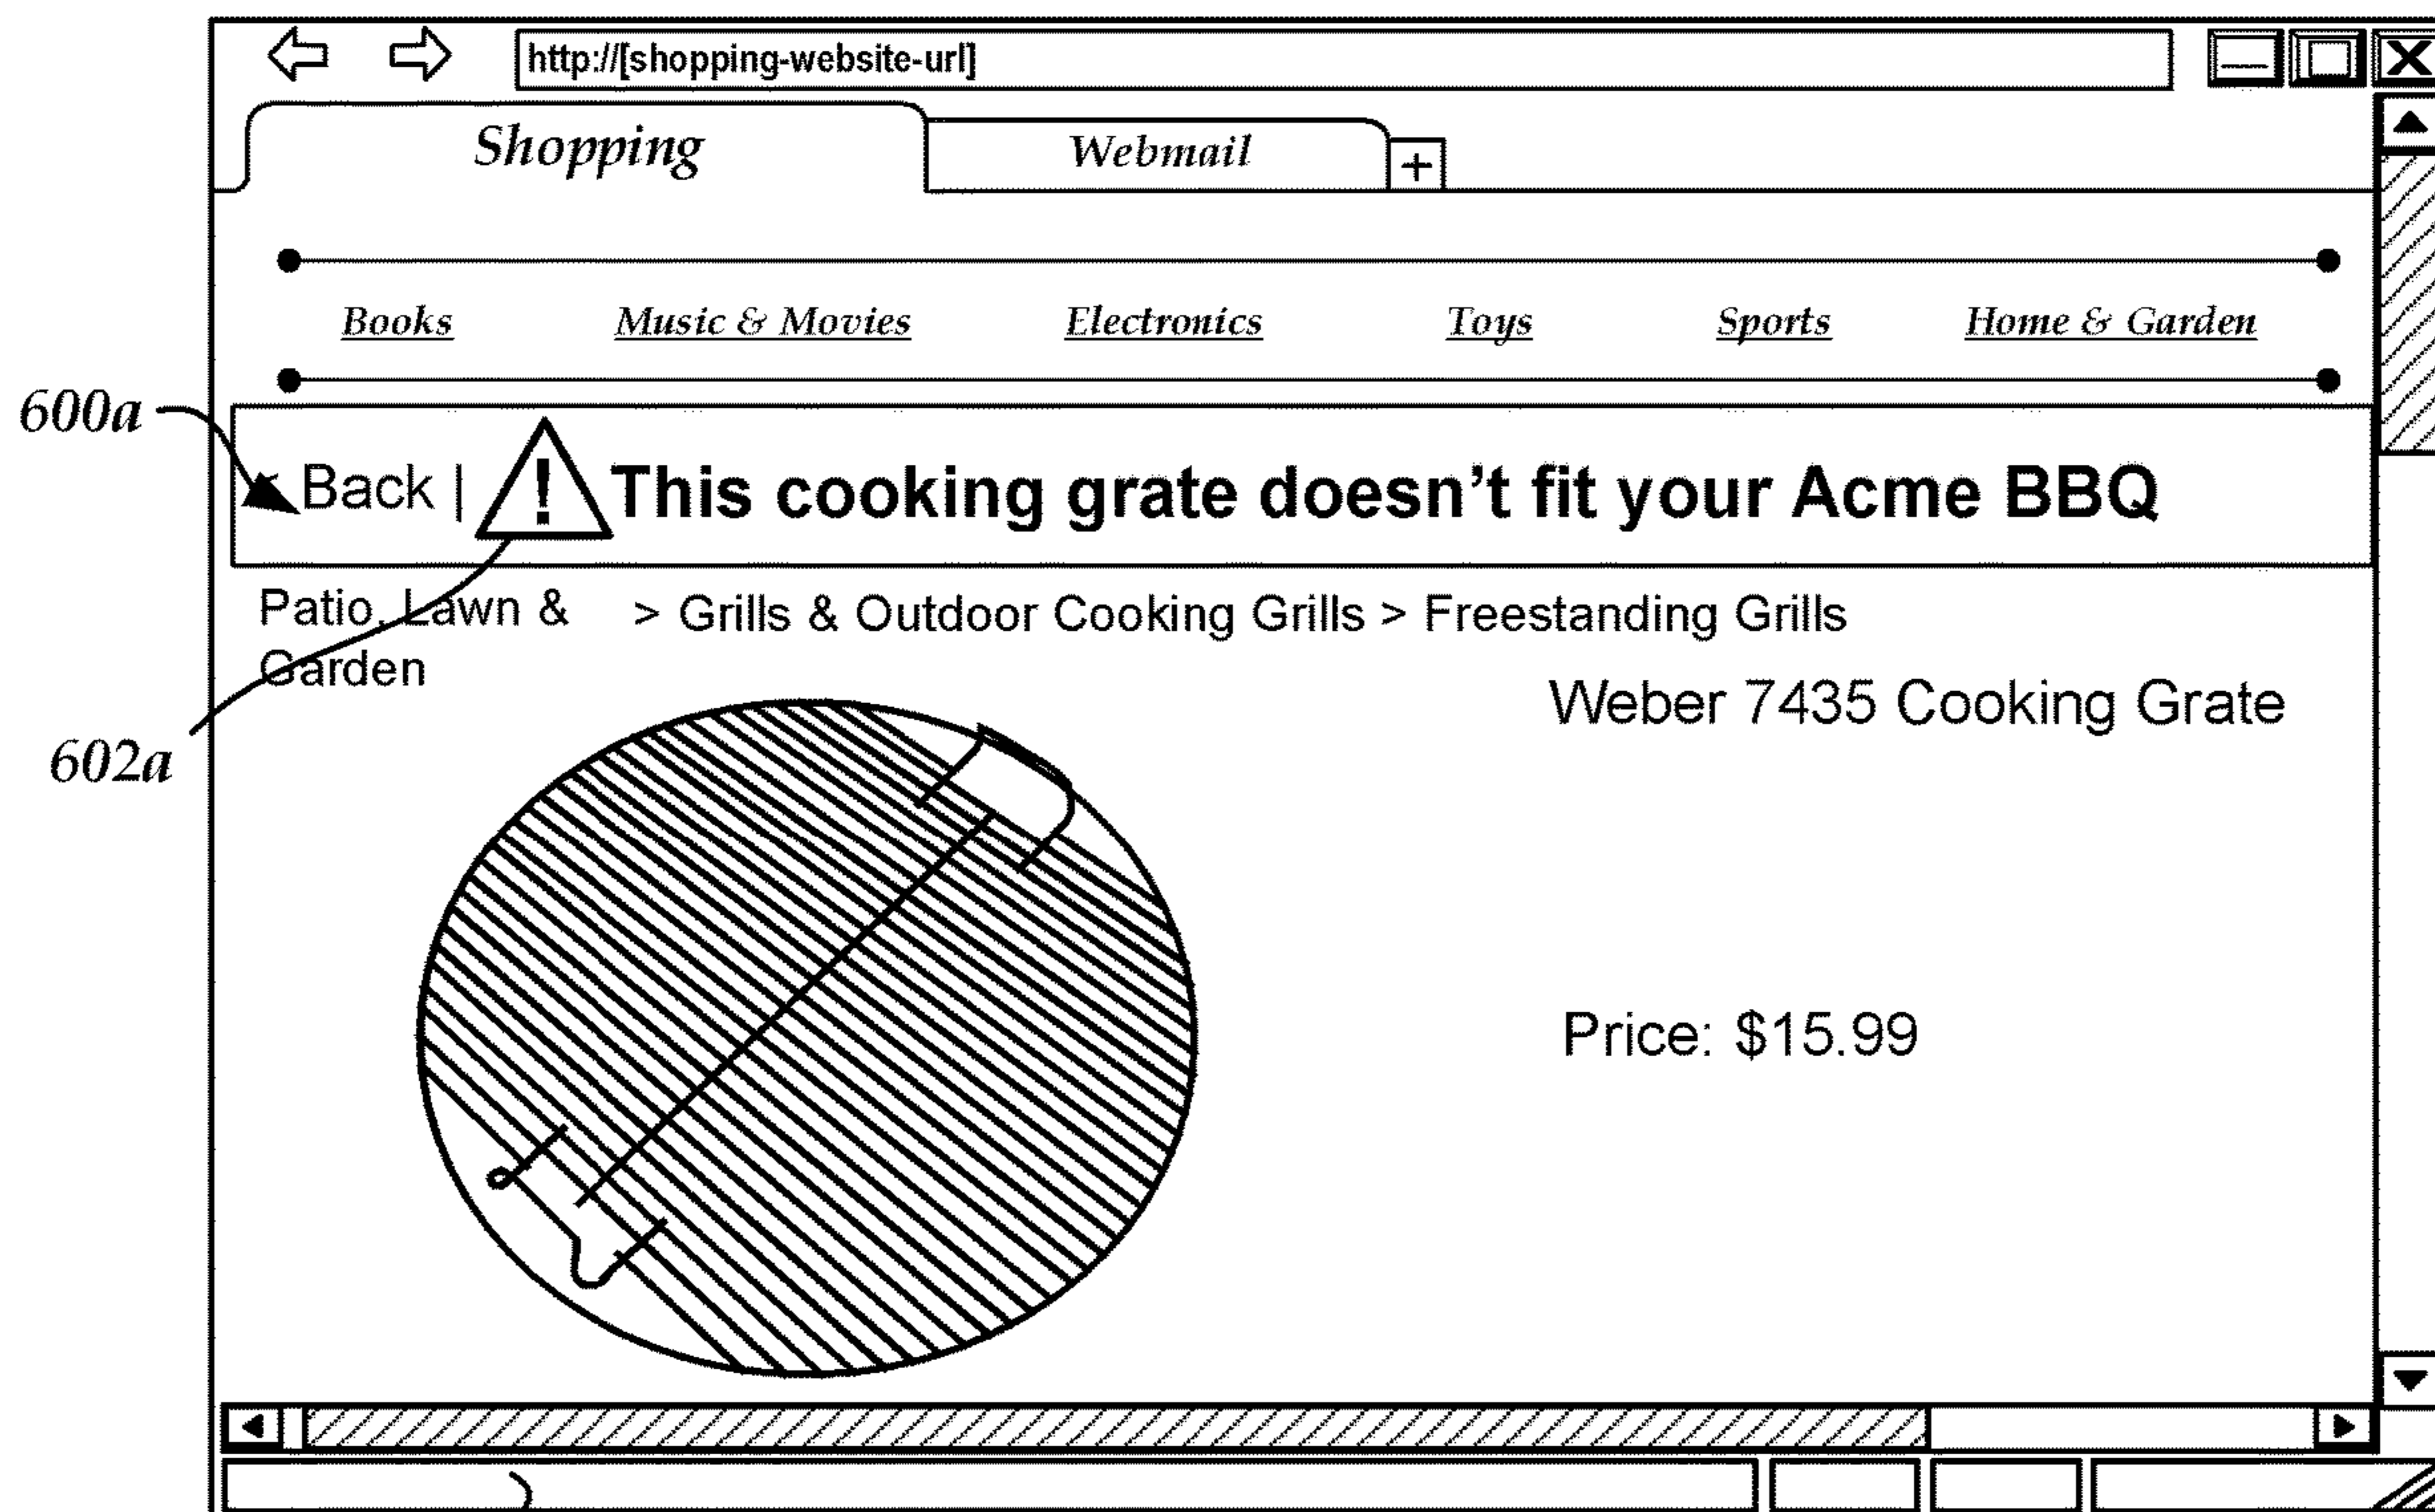 http://[shopping-website-url]
Shopping Webmail +
Books Music & Movies Electronics Toys Sports Home & Garden
600a
Back | ! This cooking grate doesn't fit your Acme BBQ
Patio, Lawn & > Grills & Outdoor Cooking Grills > Freestanding Grills
Garden
Weber 7435 Cooking Grate
602a
Price: $15.99